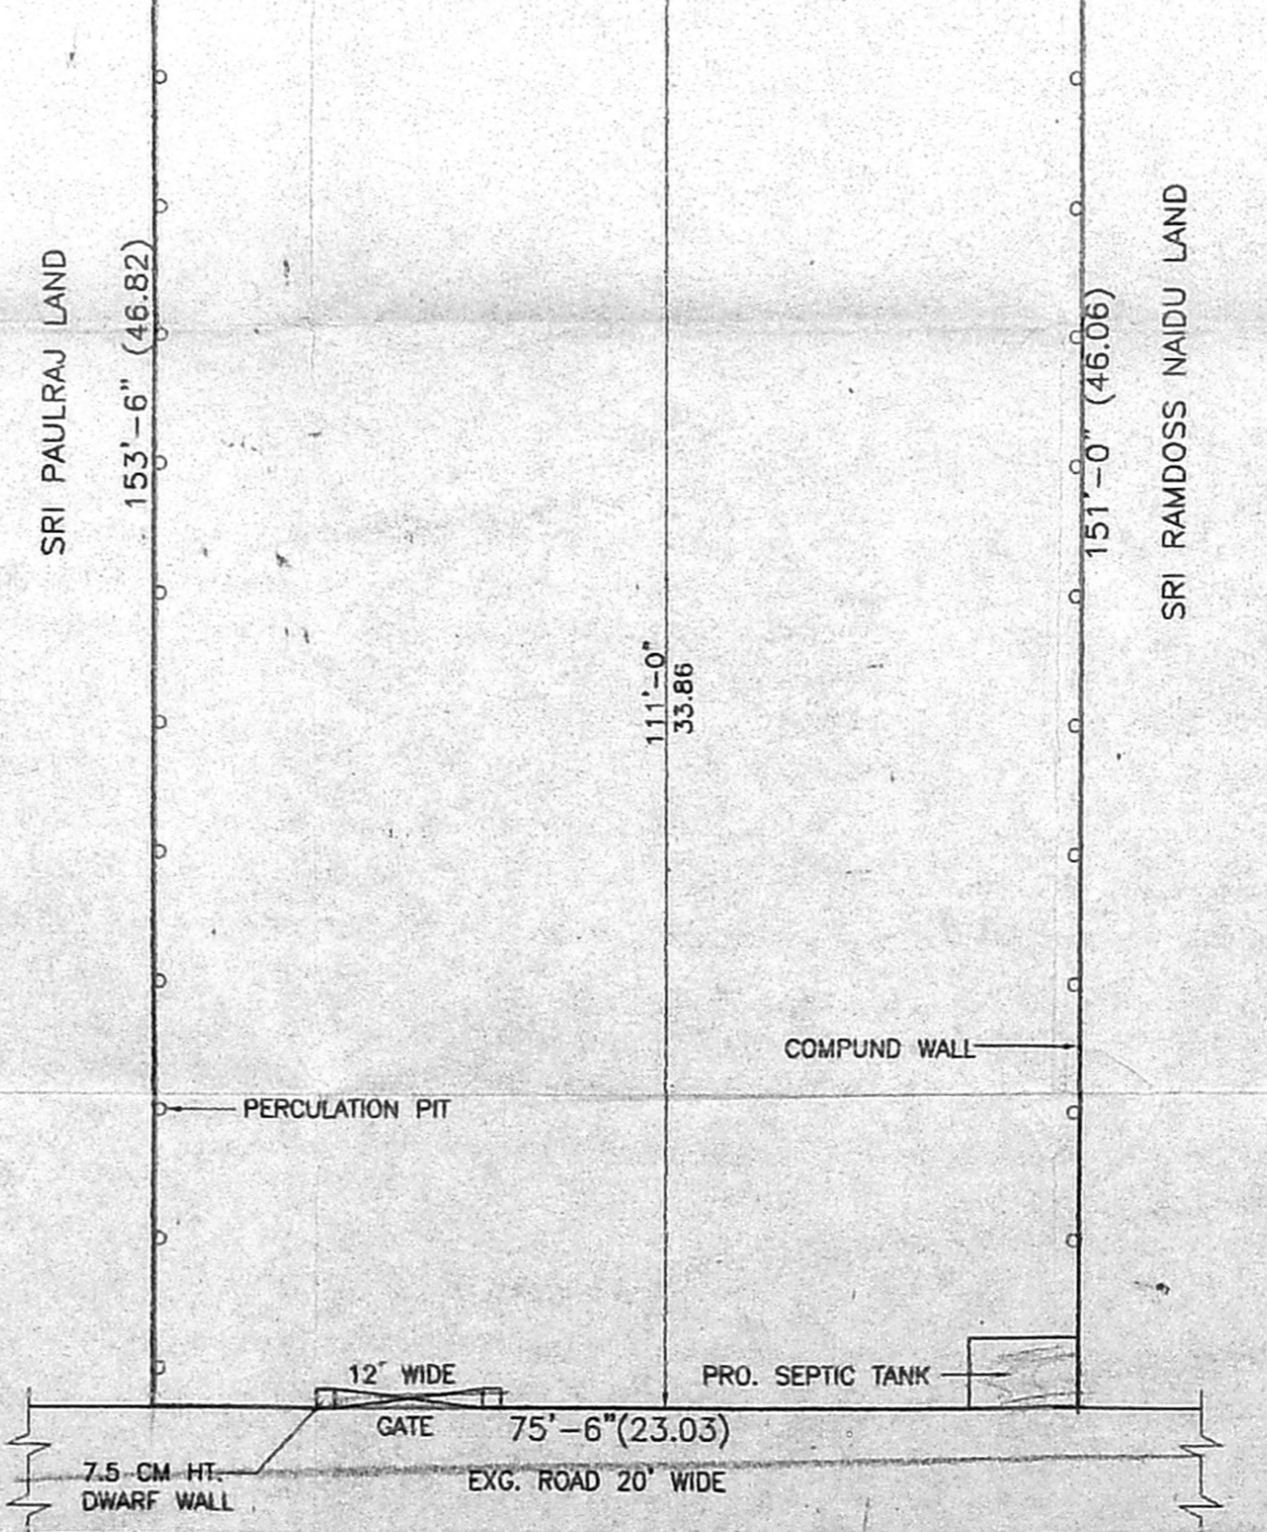 SRI PAULRAJ LAND
153'-6" (46.82)
111'-0"
33.86
151'-0" (46.06)
SRI RAMDOSS NAIDU LAND
COMPUND WALL
PERCULATION PIT
12' WIDE
GATE
PRO. SEPTIC TANK
75'-6"(23.03)
7.5 CM HT.
DWARF WALL
EXG. ROAD 20' WIDE